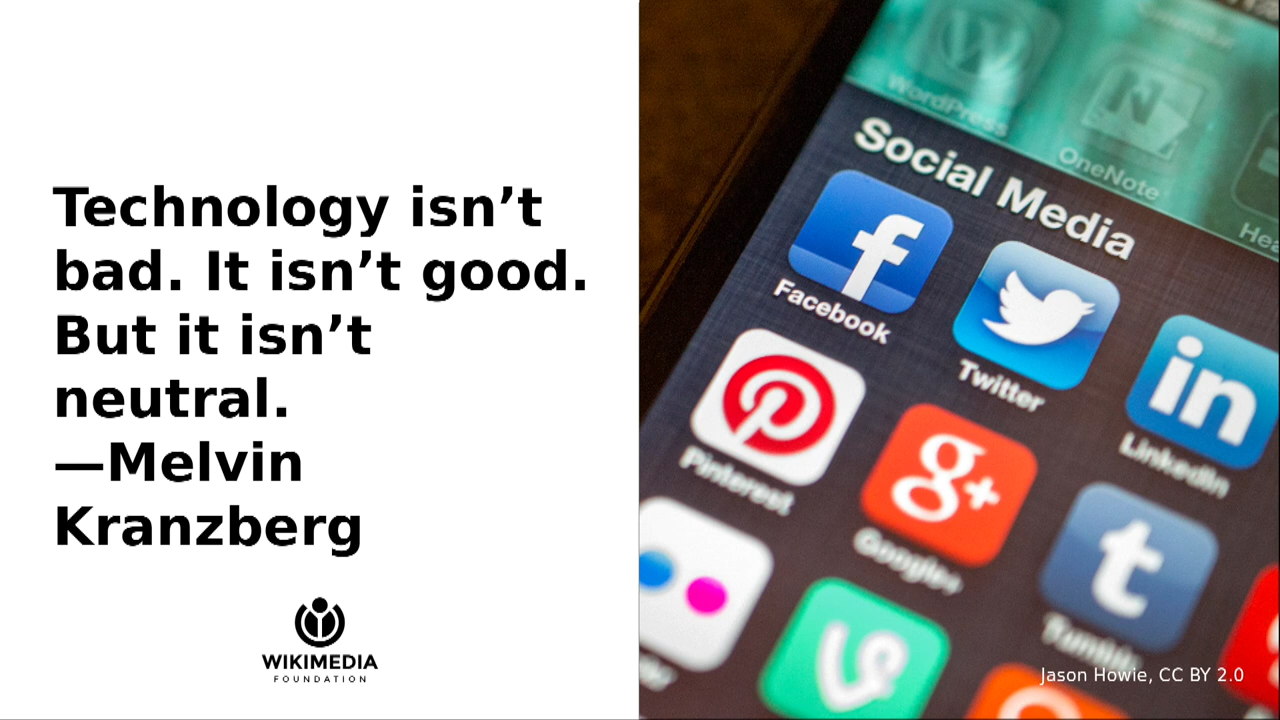 Technology isn’t
bad. It isn’t good.
But it isn’t
neutral.
—Melvin
Kranzberg
WIKIMEDIA
FOUNDATION
WordPress
OneNote
Social Media
Facebook
Twitter
LinkedIn
Pinterest
Google+
Tumblr
Jason Howie, CC BY 2.0